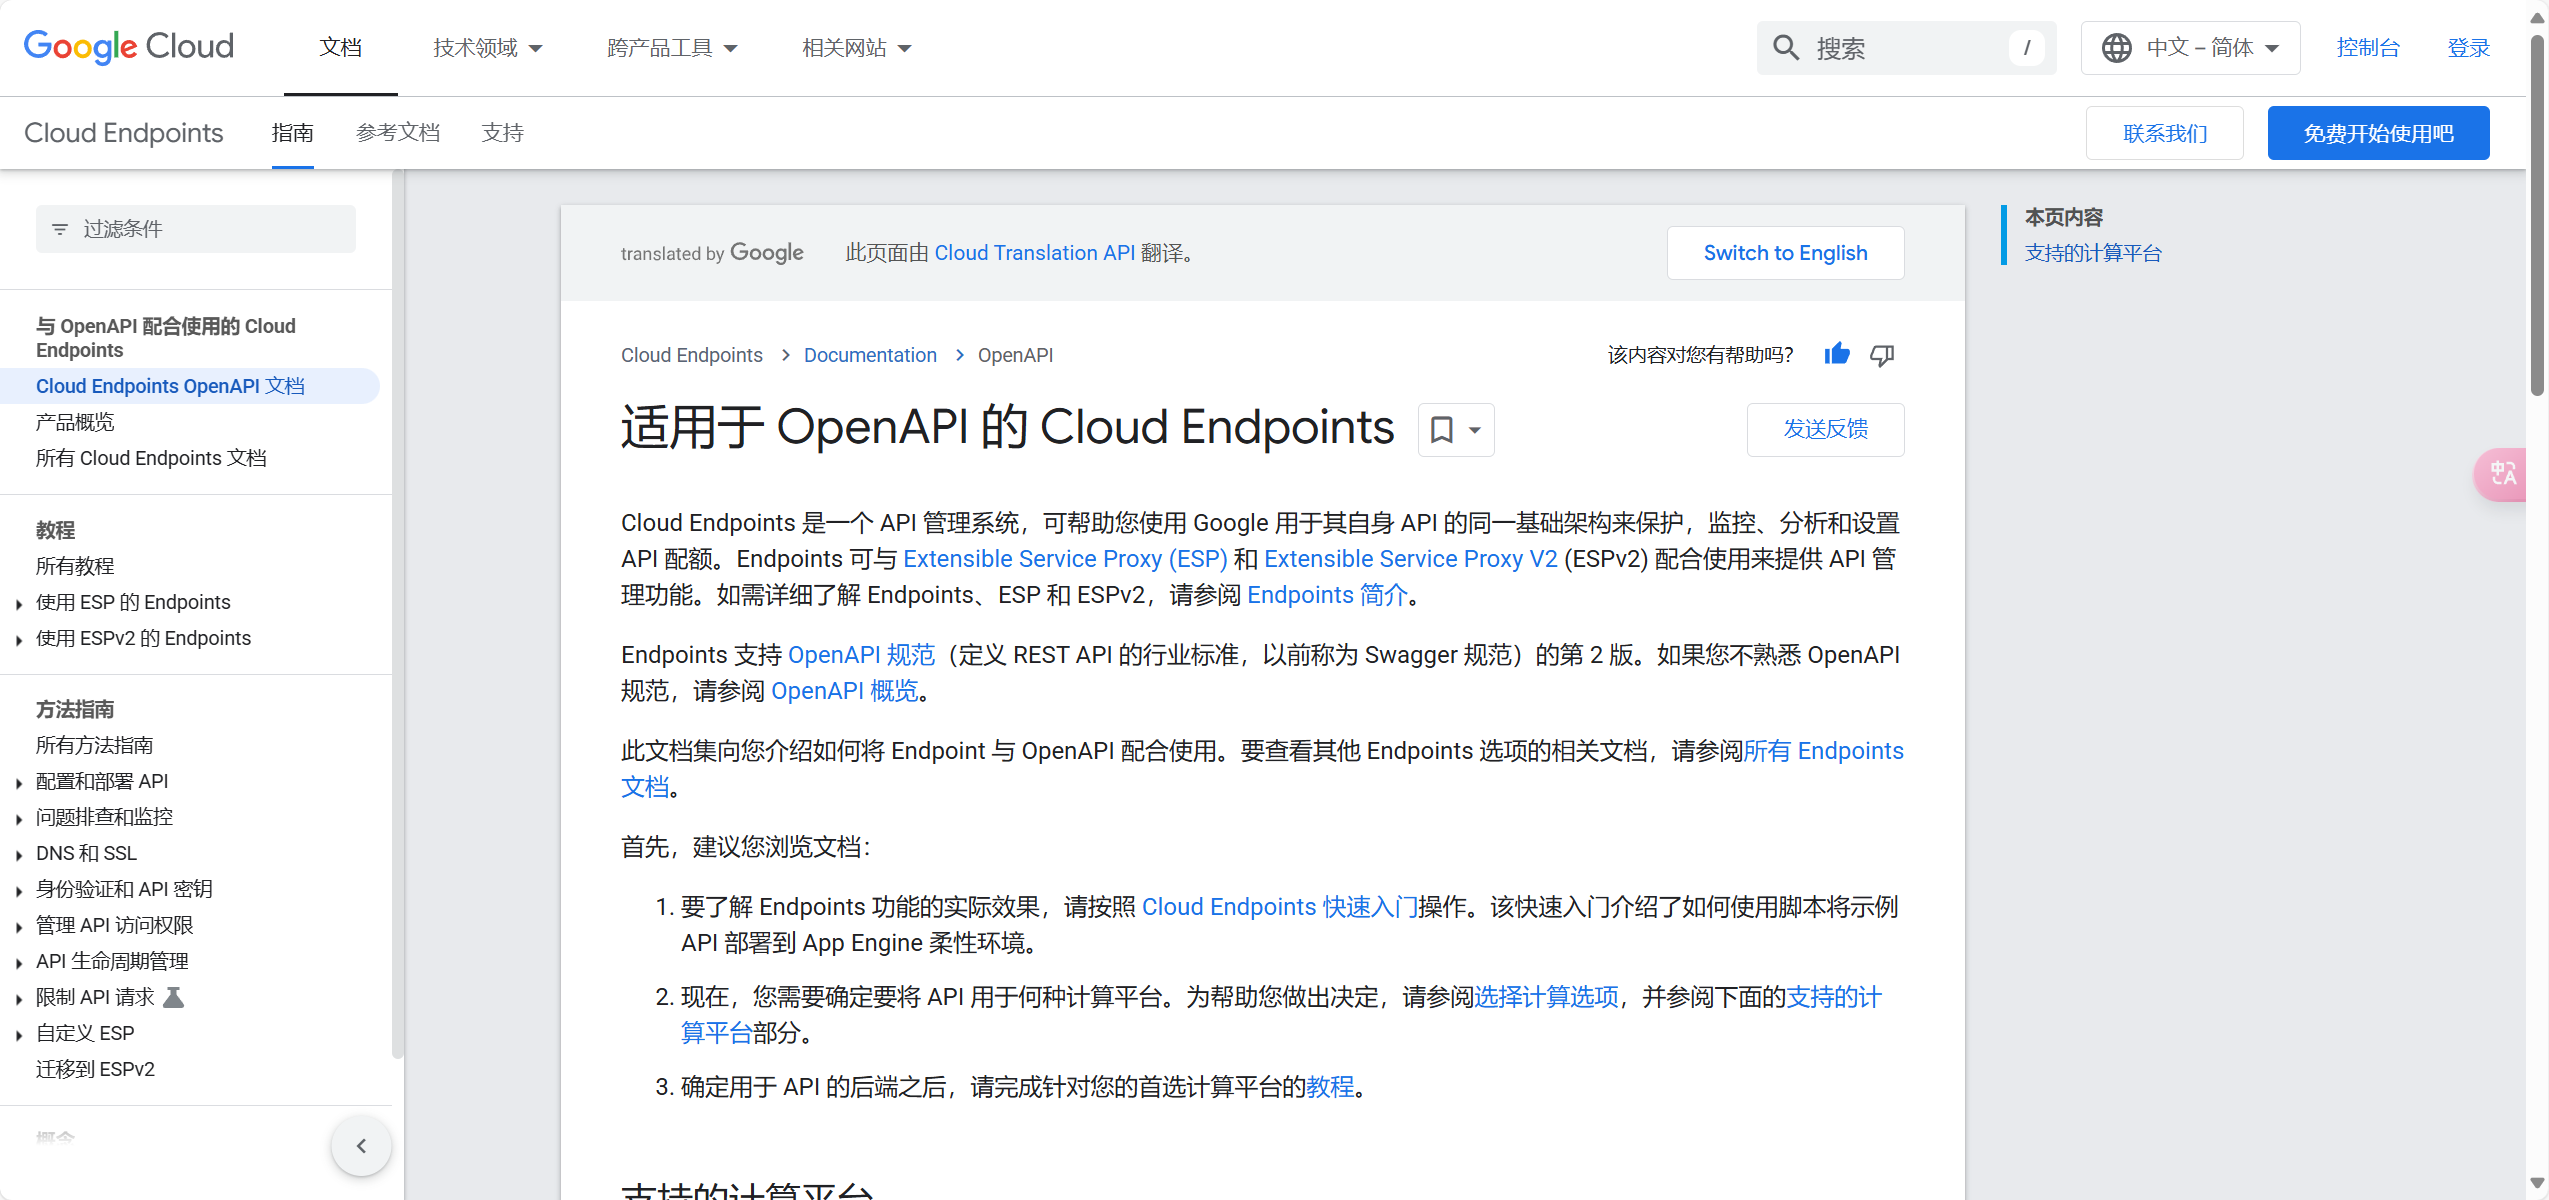 Google Cloud
文档
技术领域
跨产品工具
相关网站
搜索
/
中文 – 简体
控制台
登录
Cloud Endpoints
指南
参考文档
支持
联系我们
免费开始使用吧
过滤条件
与 OpenAPI 配合使用的 Cloud
Endpoints
Cloud Endpoints OpenAPI 文档
产品概览
所有 Cloud Endpoints 文档
教程
所有教程
使用 ESP 的 Endpoints
使用 ESPv2 的 Endpoints
方法指南
所有方法指南
配置和部署 API
问题排查和监控
DNS 和 SSL
身份验证和 API 密钥
管理 API 访问权限
API 生命周期管理
限制 API 请求
自定义 ESP
迁移到 ESPv2
概念
translated by Google
此页面由 Cloud Translation API 翻译。
Switch to English
Cloud Endpoints
Documentation
OpenAPI
该内容对您有帮助吗？
适用于 OpenAPI 的 Cloud Endpoints
发送反馈
Cloud Endpoints 是一个 API 管理系统，可帮助您使用 Google 用于其自身 API 的同一基础架构来保护，监控、分析和设置
API 配额。Endpoints 可与 Extensible Service Proxy (ESP) 和 Extensible Service Proxy V2 (ESPv2) 配合使用来提供 API 管
理功能。如需详细了解 Endpoints、ESP 和 ESPv2，请参阅 Endpoints 简介。
Endpoints 支持 OpenAPI 规范（定义 REST API 的行业标准，以前称为 Swagger 规范）的第 2 版。如果您不熟悉 OpenAPI
规范，请参阅 OpenAPI 概览。
此文档集向您介绍如何将 Endpoint 与 OpenAPI 配合使用。要查看其他 Endpoints 选项的相关文档，请参阅所有 Endpoints
文档。
首先，建议您浏览文档：
1. 要了解 Endpoints 功能的实际效果，请按照 Cloud Endpoints 快速入门操作。该快速入门介绍了如何使用脚本将示例
API 部署到 App Engine 柔性环境。
2. 现在，您需要确定要将 API 用于何种计算平台。为帮助您做出决定，请参阅选择计算选项，并参阅下面的支持的计
算平台部分。
3. 确定用于 API 的后端之后，请完成针对您的首选计算平台的教程。
支持的计算平台
本页内容
支持的计算平台
中A